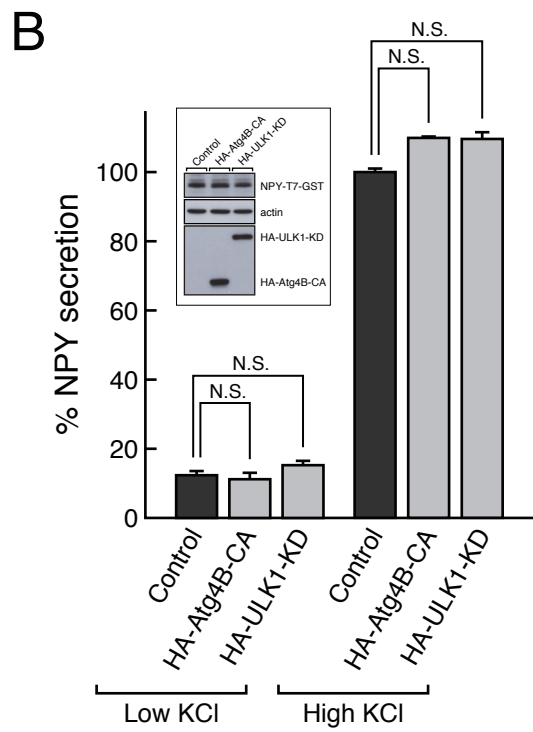 B
N.S.
N.S.
Control
HA-Atg4B-CA
HA-ULK1-KD
NPY-T7-GST
actin
HA-ULK1-KD
HA-Atg4B-CA
% NPY secretion
100
80
60
40
20
0
N.S.
N.S.
Control
HA-Atg4B-CA
HA-ULK1-KD
Control
HA-Atg4B-CA
HA-ULK1-KD
Low KCl
High KCl